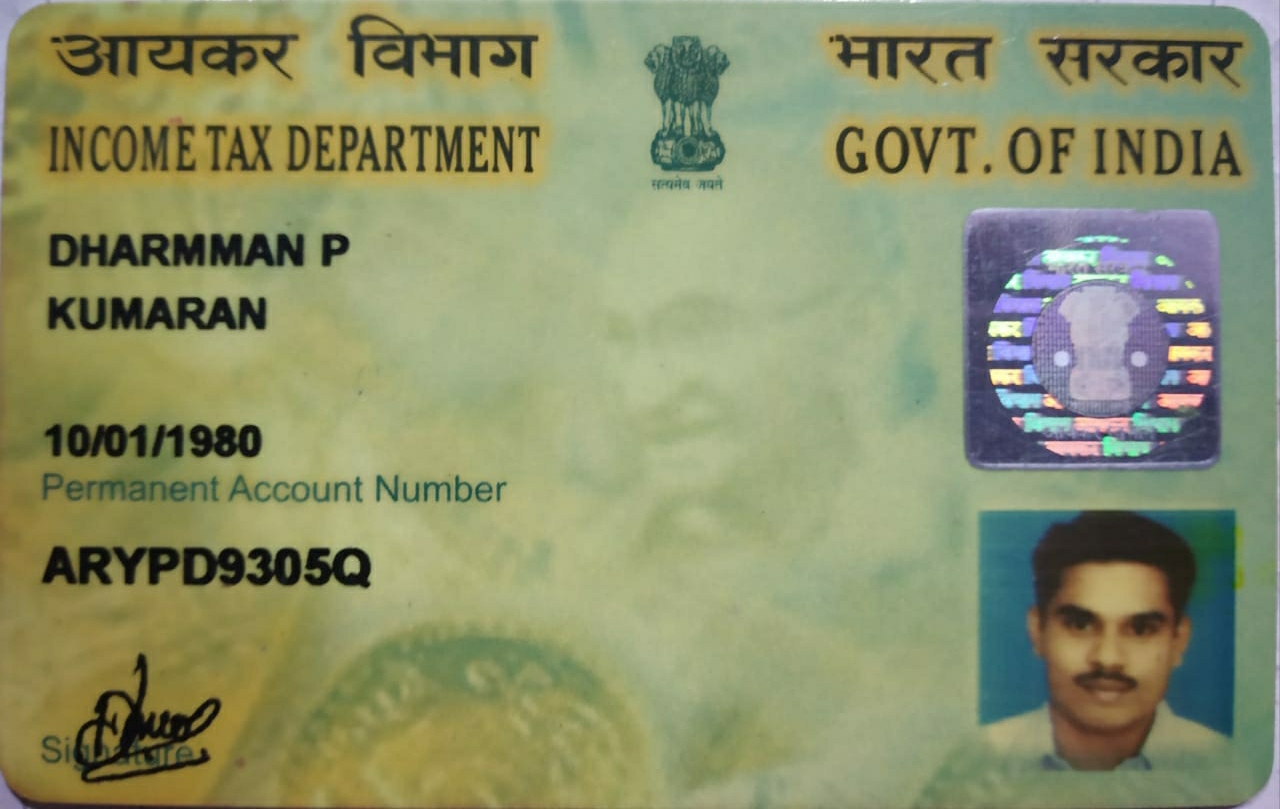 आयकर विभाग
भारत सरकार
INCOME TAX DEPARTMENT
GOVT. OF INDIA
सत्यमेव जयते
DHARMMAN P
KUMARAN
10/01/1980
Permanent Account Number
ARYPD9305Q
Signature